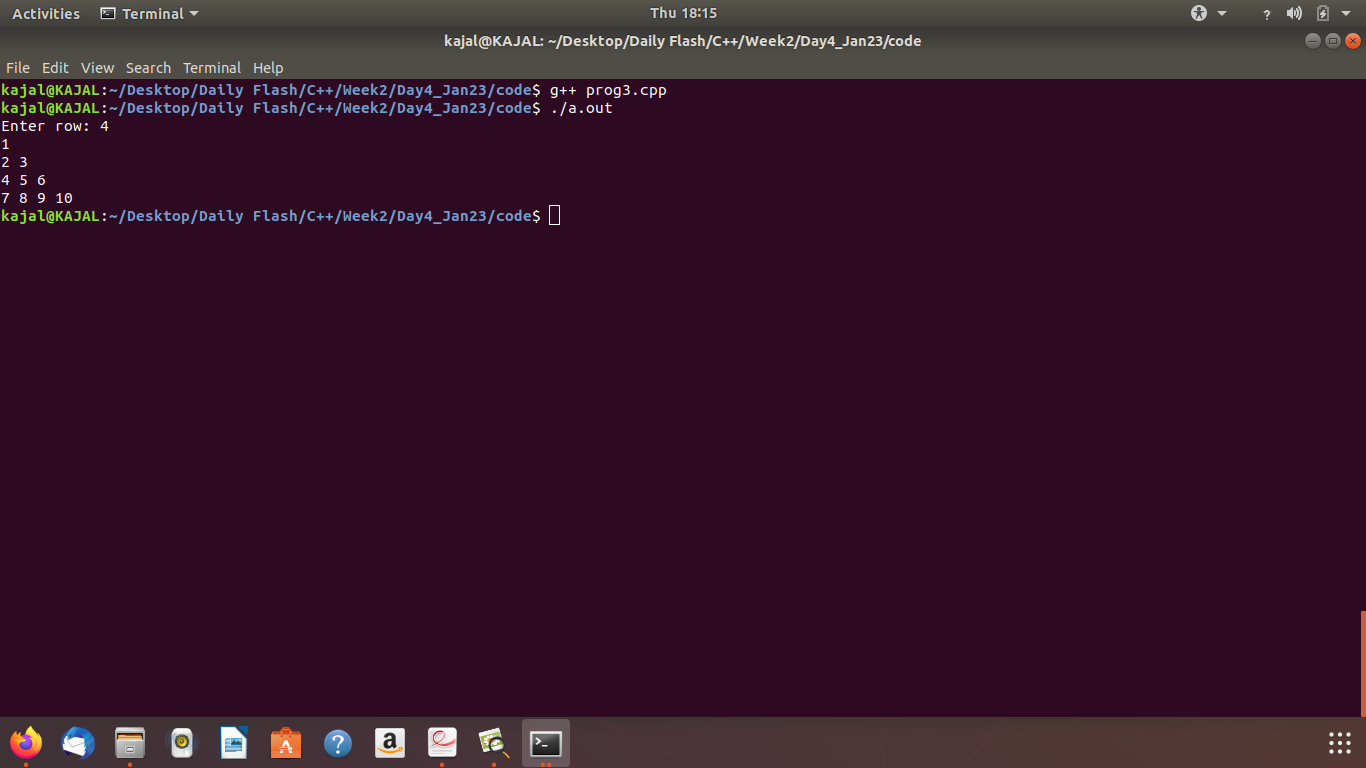 Activities Terminal Thu 18:15 ?
kajal@KAJAL: ~/Desktop/Daily Flash/C++/Week2/Day4_Jan23/code
File Edit View Search Terminal Help
kajal@KAJAL:~/Desktop/Daily Flash/C++/Week2/Day4_Jan23/code$ g++ prog3.cpp
kajal@KAJAL:~/Desktop/Daily Flash/C++/Week2/Day4_Jan23/code$ ./a.out
Enter row: 4
1
2 3
4 5 6
7 8 9 10
kajal@KAJAL:~/Desktop/Daily Flash/C++/Week2/Day4_Jan23/code$